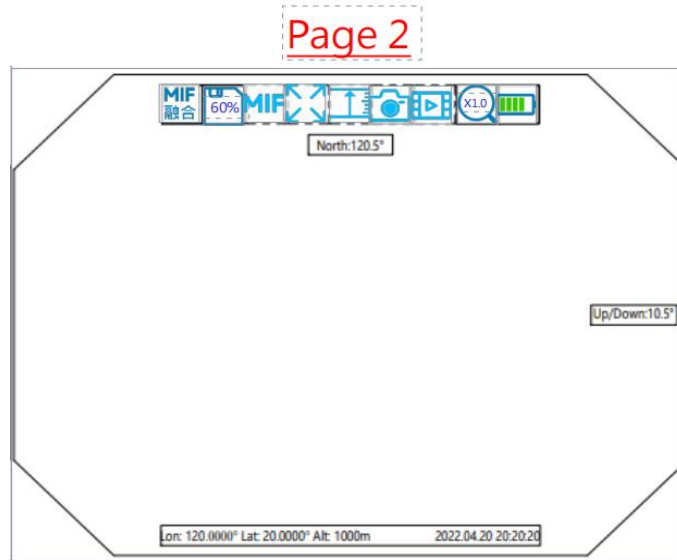 Page 2
MIF
融合
60%
MIF
X1.0
North:120.5°
Up/Down:10.5°
Lon: 120.0000° Lat: 20.0000° Alt: 1000m 2022.04.20 20:20:20